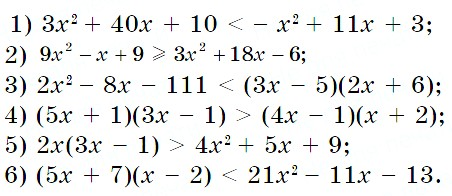 1) 3x² + 40x + 10 < – x² + 11x + 3;
2) 9x² – x + 9 ⩾ 3x² + 18x – 6;
3) 2x² – 8x – 111 < (3x – 5)(2x + 6);
4) (5x + 1)(3x – 1) > (4x – 1)(x + 2);
5) 2x(3x – 1) > 4x² + 5x + 9;
6) (5x + 7)(x – 2) < 21x² – 11x – 13.